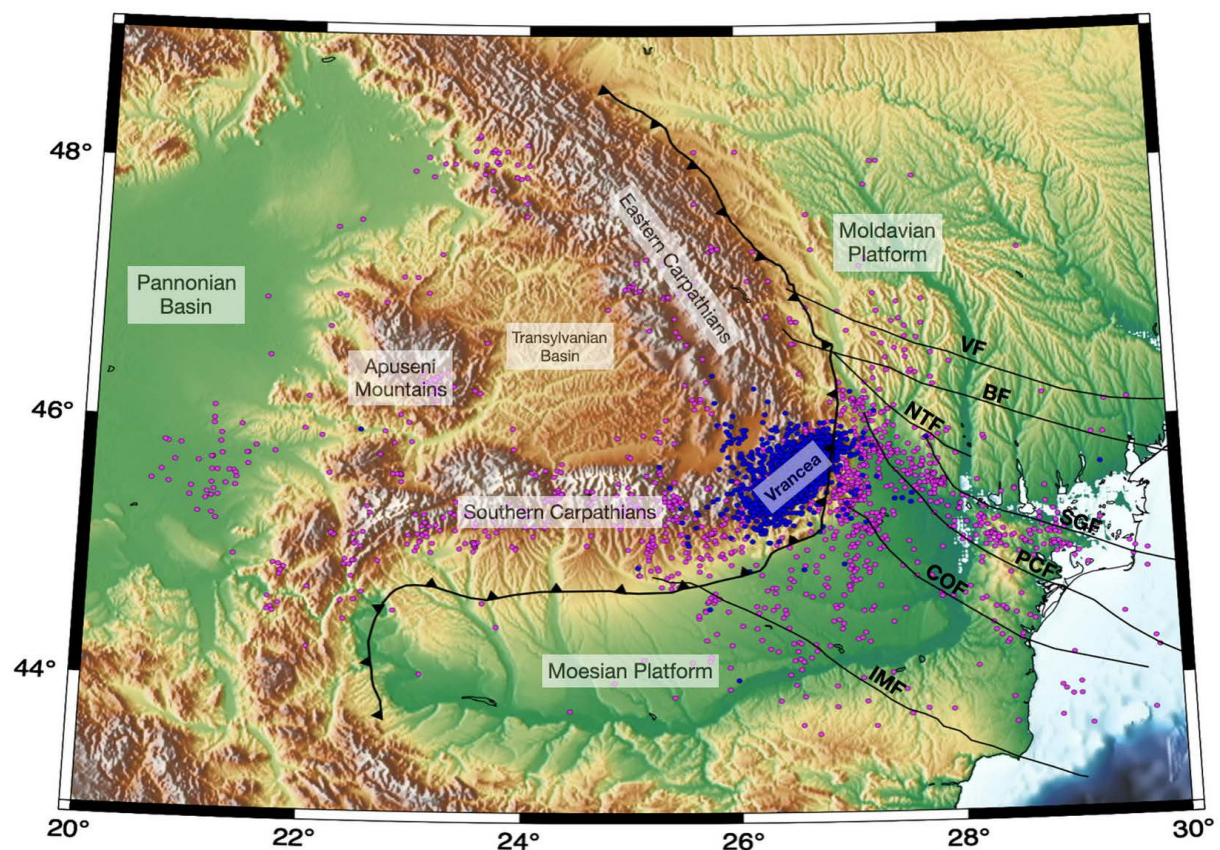 48°
Eastern Carpathians
Moldavian
Platform
Pannonian
Basin
VF
Transylvanian
Basin
Apuseni
Mountains
BF
46°
NTF
Vrancea
Southern Carpathians
SGF
PCF
COF
44°
Moesian Platform
IMF
20°
22°
24°
26°
28°
30°